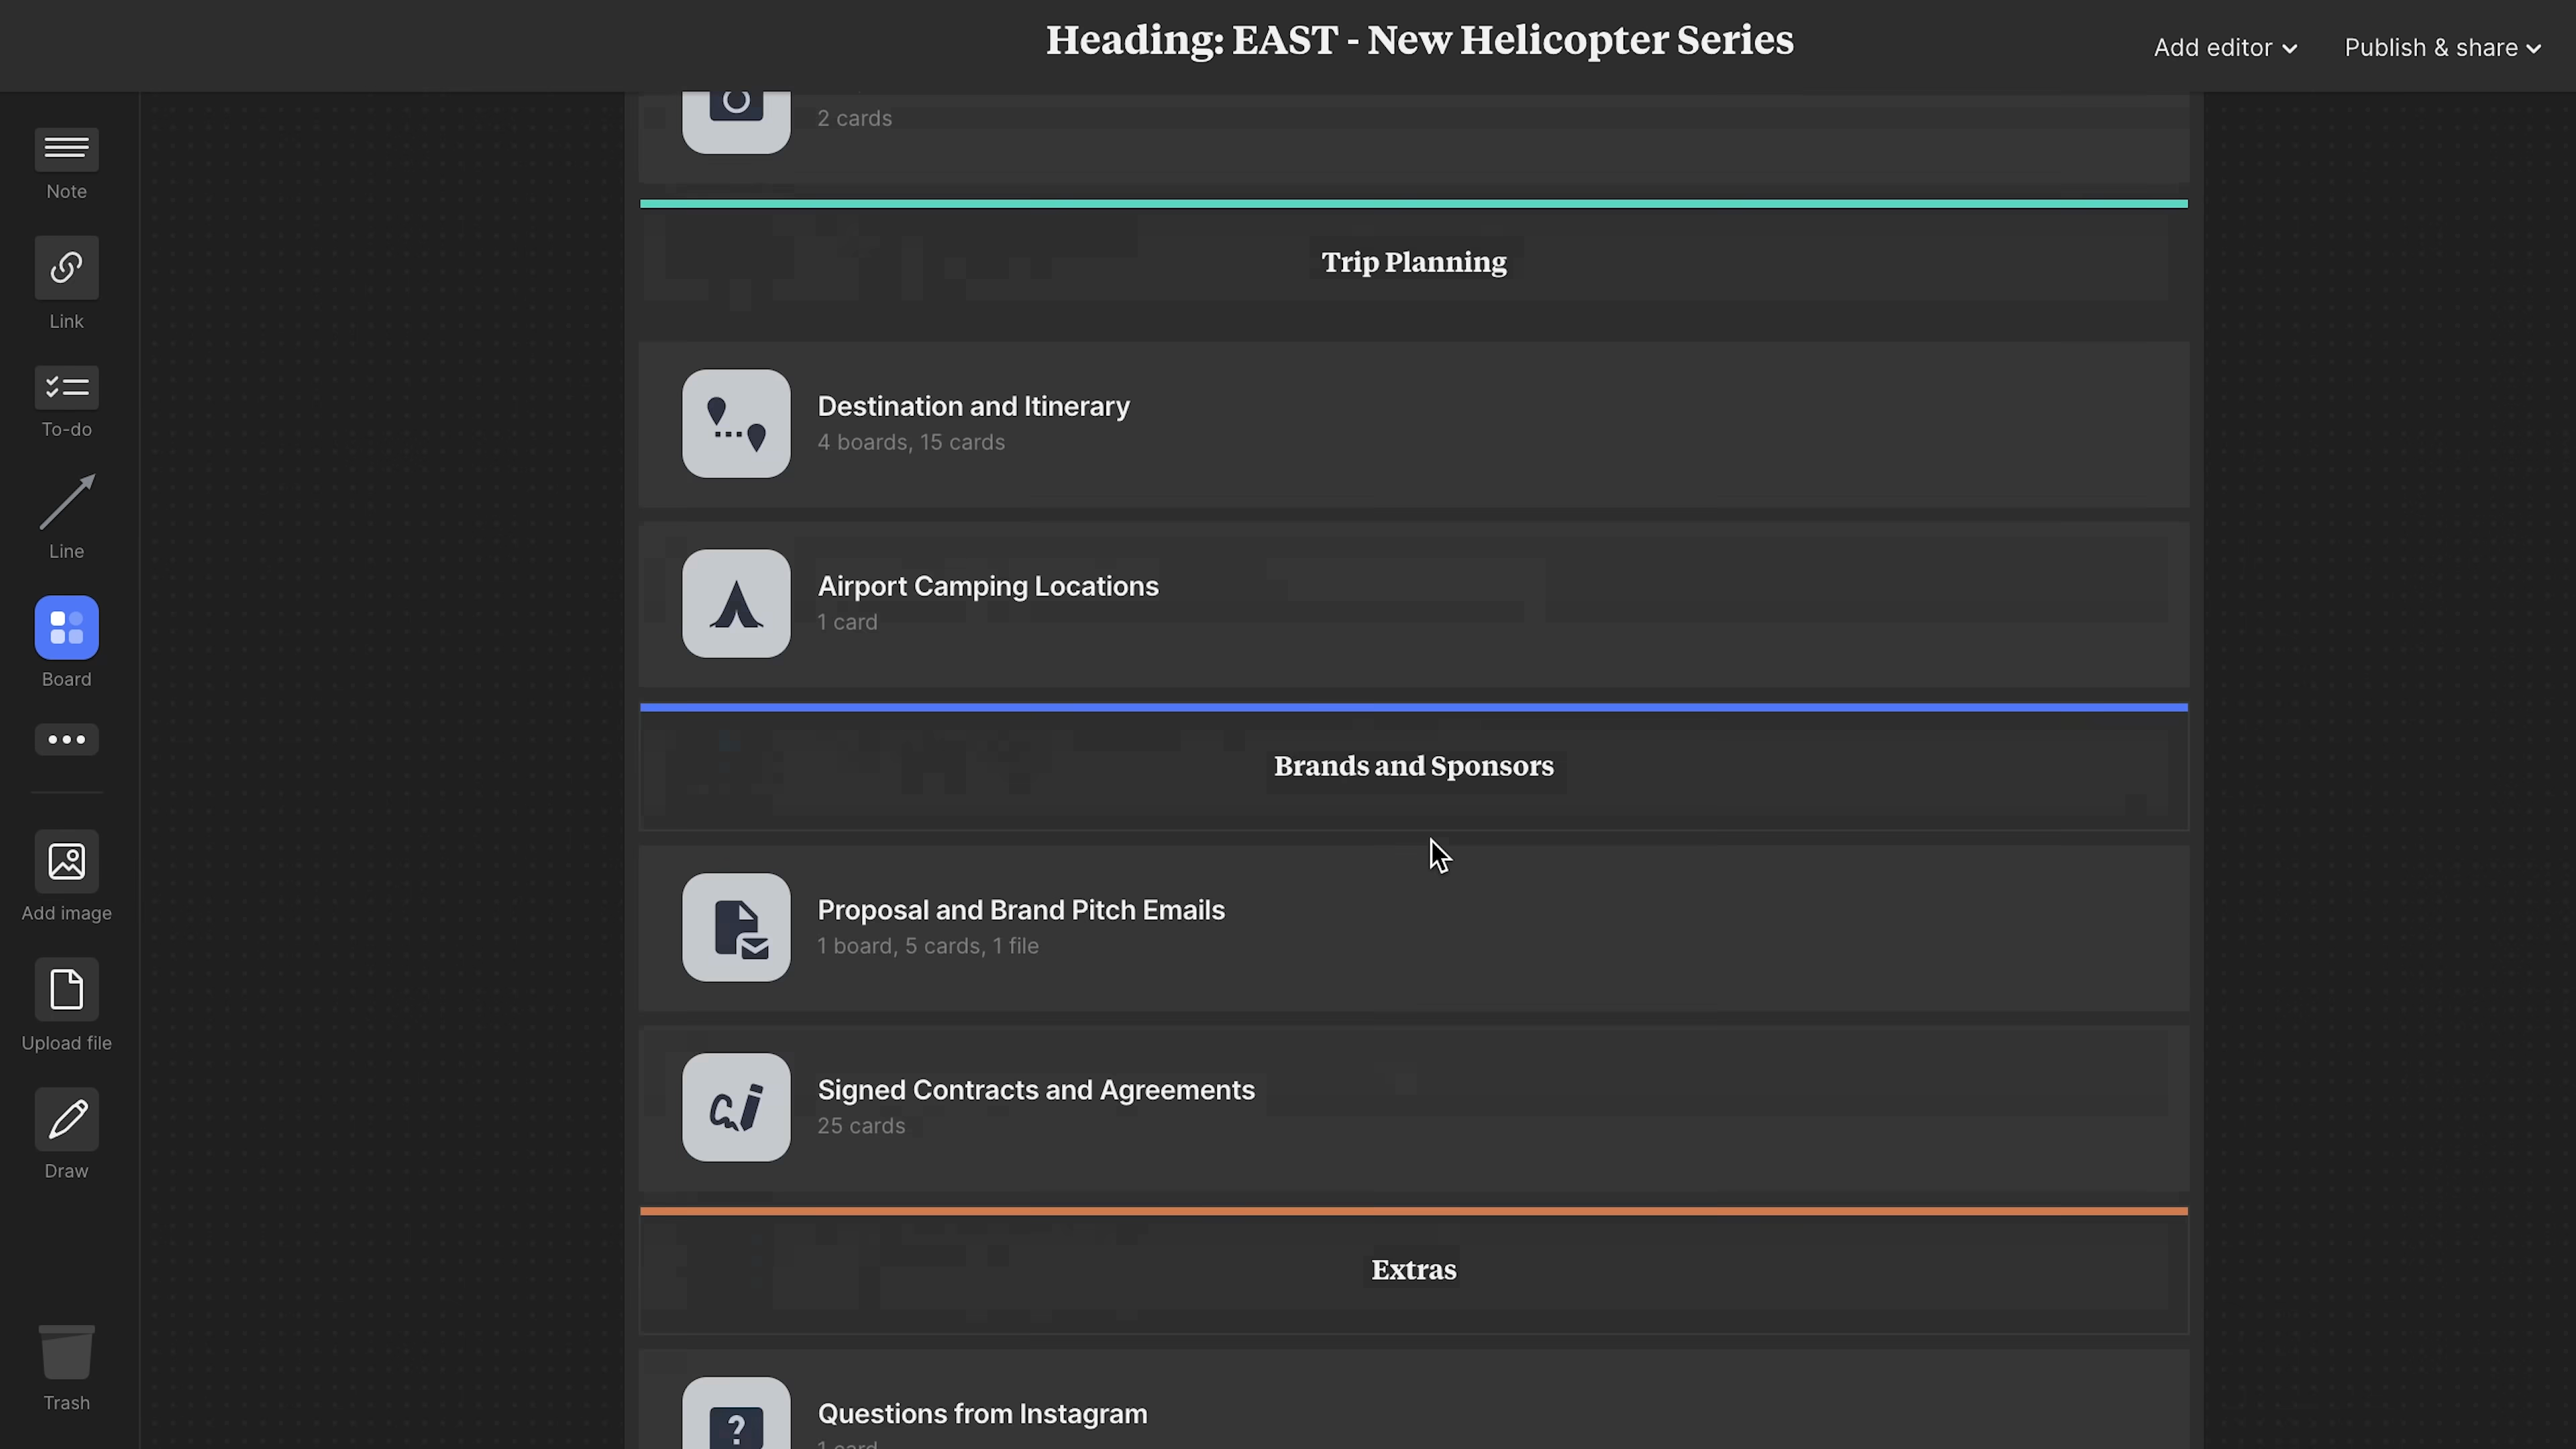 Heading: EAST - New Helicopter Series
Add editor
Publish & share
Note
Link
To-do
Line
Board
Add image
Upload file
Draw
Trash
2 cards
Trip Planning
Destination and Itinerary
4 boards, 15 cards
Airport Camping Locations
1 card
Brands and Sponsors
Proposal and Brand Pitch Emails
1 board, 5 cards, 1 file
Signed Contracts and Agreements
25 cards
Extras
Questions from Instagram
1 card